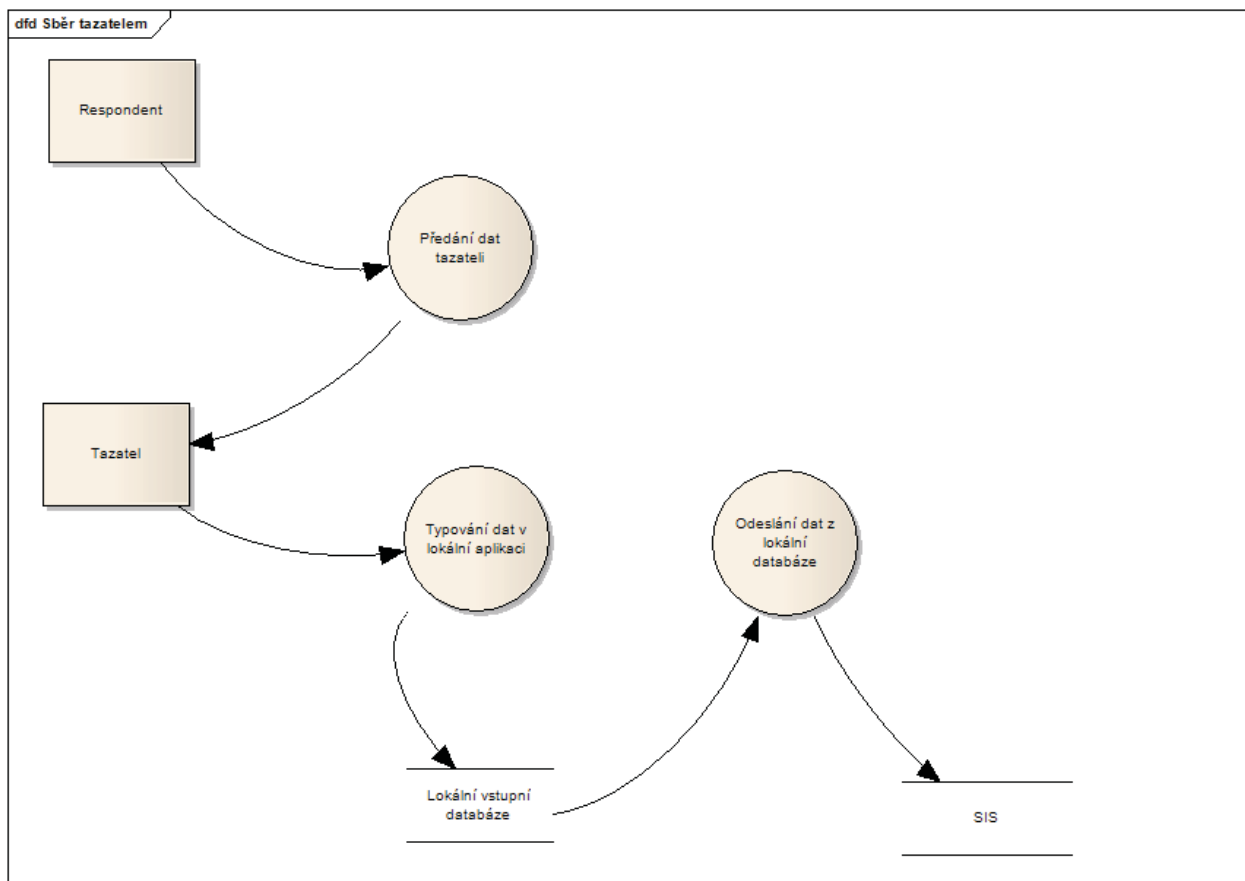 dfd Sběr tazatelem
Respondent
Předání dat
tazateli
Tazatel
Typování dat v
lokální aplikaci
Odeslání dat z
lokální
databáze
Lokální vstupní
databáze
SIS